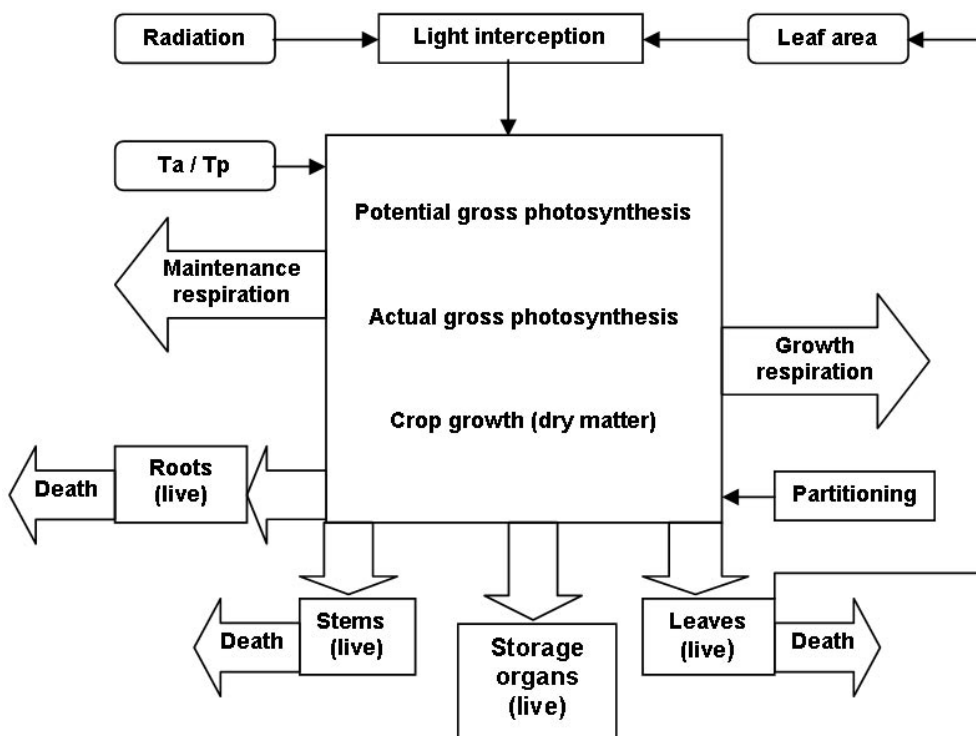 Radiation
Light interception
Leaf area
Ta / Tp
Potential gross photosynthesis
Maintenance
respiration
Actual gross photosynthesis
Growth
respiration
Crop growth (dry matter)
Death
Roots
(live)
Partitioning
Death
Stems
(live)
Storage
organs
(live)
Leaves
(live)
Death